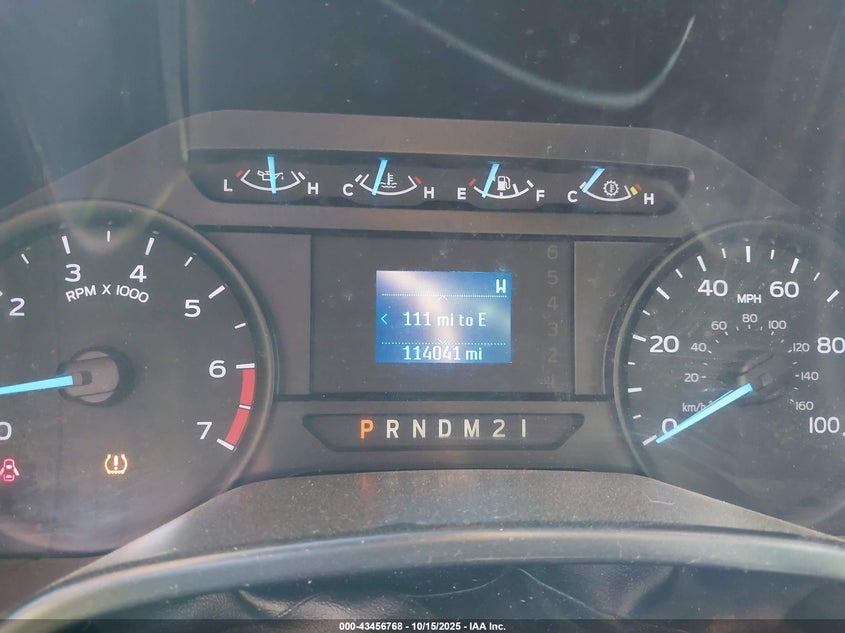 L H C H E F C H
0 2 3 4 5 6 7
RPM X 1000
W
111 mi to E
114041 mi
6
5
4
3
2
P R N D M 2 1
0 20 40 60 80 100
MPH
20 40 60 80 100 120 140 160
km/h
000-43456768 - 10/15/2025 - IAA Inc.